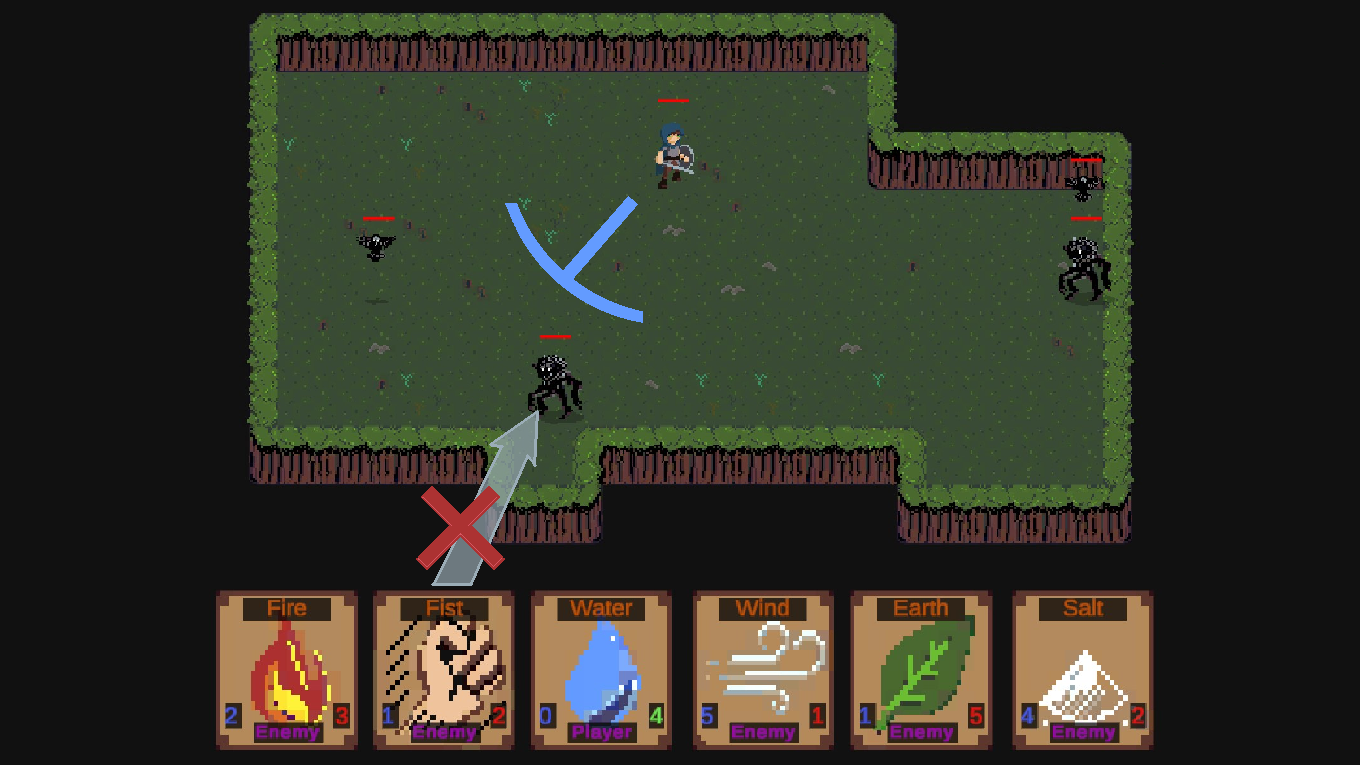 Fire
2 3
Enemy
Fist
1 2
Enemy
Water
0 4
Player
Wind
5 1
Enemy
Earth
1 5
Enemy
Salt
4 2
Enemy